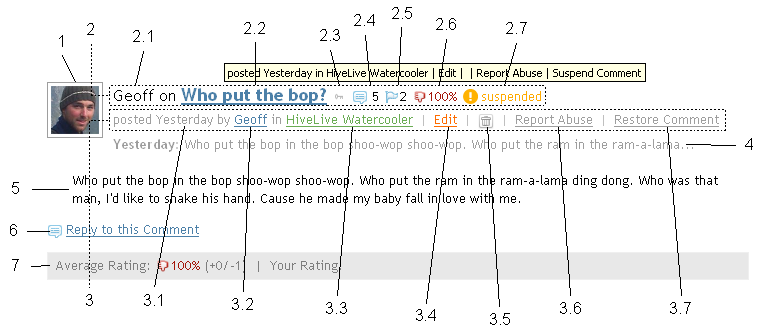 2.4 2.5 2.6
1 2 2.1 2.2 2.3 2.7
posted Yesterday in HiveLive Watercooler | Edit | | Report Abuse | Suspend Comment
Geoff on Who put the bop? 5 2 100% suspended
posted Yesterday by Geoff in HiveLive Watercooler | Edit | | Report Abuse | Restore Comment
Yesterday: Who put the bop in the bop shoo-wop shoo-wop. Who put the ram in the ram-a-lama... 4
5 Who put the bop in the bop shoo-wop shoo-wop. Who put the ram in the ram-a-lama ding dong. Who was that
man, I'd like to shake his hand. Cause he made my baby fall in love with me.
6 Reply to this Comment
7 Average Rating: 100% (+0/-1) | Your Rating:
3 3.1 3.2 3.3 3.4 3.5 3.6 3.7